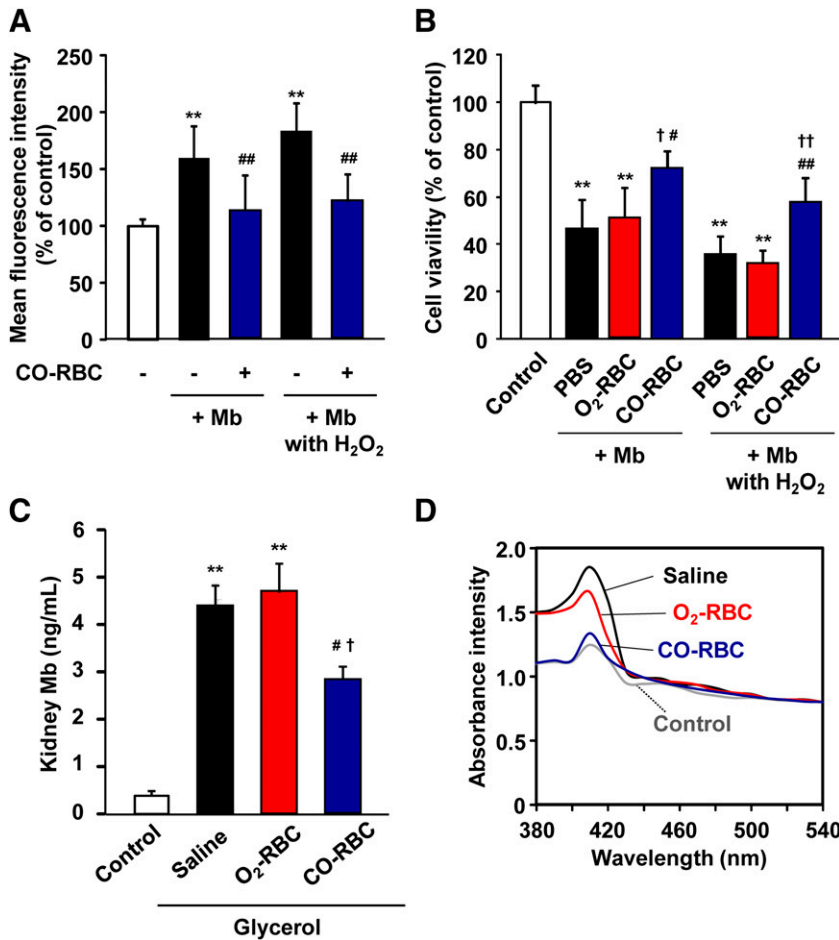 A
Mean fluorescence intensity
(% of control)
250
200
150
100
50
0
**
##
**
##
CO-RBC - - + - +
+ Mb
+ Mb
with H2O2
B
Cell viavility (% of control)
120
100
80
60
40
20
0
**
**
† #
**
**
††
##
Control
PBS
O2-RBC
CO-RBC
PBS
O2-RBC
CO-RBC
+ Mb
+ Mb
with H2O2
C
Kidney Mb (ng/mL)
6
5
4
3
2
1
0
**
**
# †
Control
Saline
O2-RBC
CO-RBC
Glycerol
D
Absorbance intensity
2.0
1.5
1.0
0.5
0
Saline
O2-RBC
CO-RBC
Control
380 420 460 500 540
Wavelength (nm)